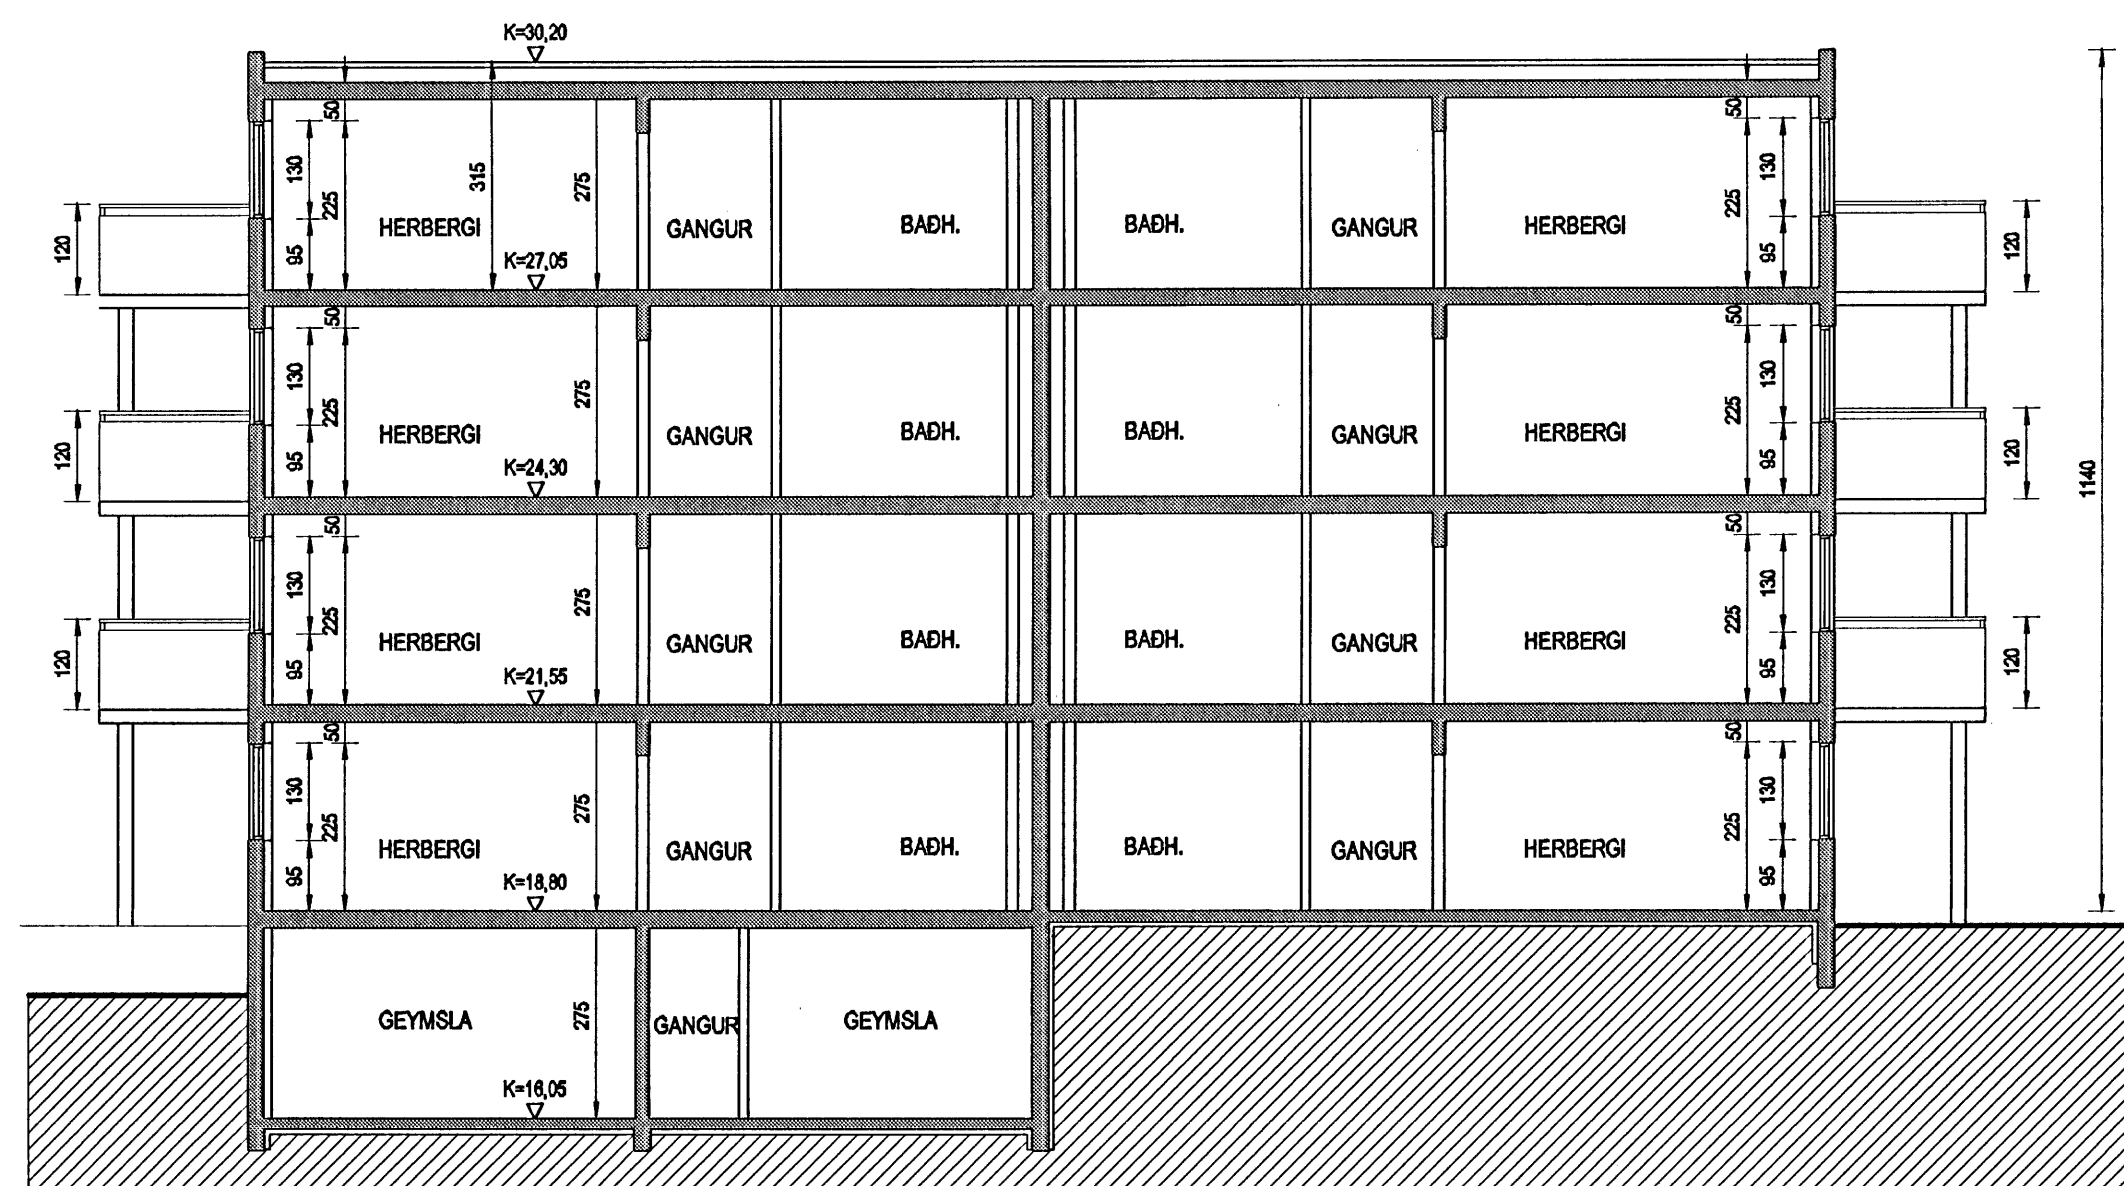 K=30,20
50
50
130
225
315
275
130
225
HERBERGI
GANGUR
BAÐH.
BAÐH.
GANGUR
HERBERGI
120
95
K=27,05
95
120
50
50
130
225
275
130
225
HERBERGI
GANGUR
BAÐH.
BAÐH.
GANGUR
HERBERGI
120
95
K=24,30
95
120
1140
50
50
130
225
275
130
225
HERBERGI
GANGUR
BAÐH.
BAÐH.
GANGUR
HERBERGI
120
95
K=21,55
95
120
50
50
130
225
275
130
225
HERBERGI
GANGUR
BAÐH.
BAÐH.
GANGUR
HERBERGI
95
K=18,80
95
GEYMSLA
275
GANGUR
GEYMSLA
K=16,05